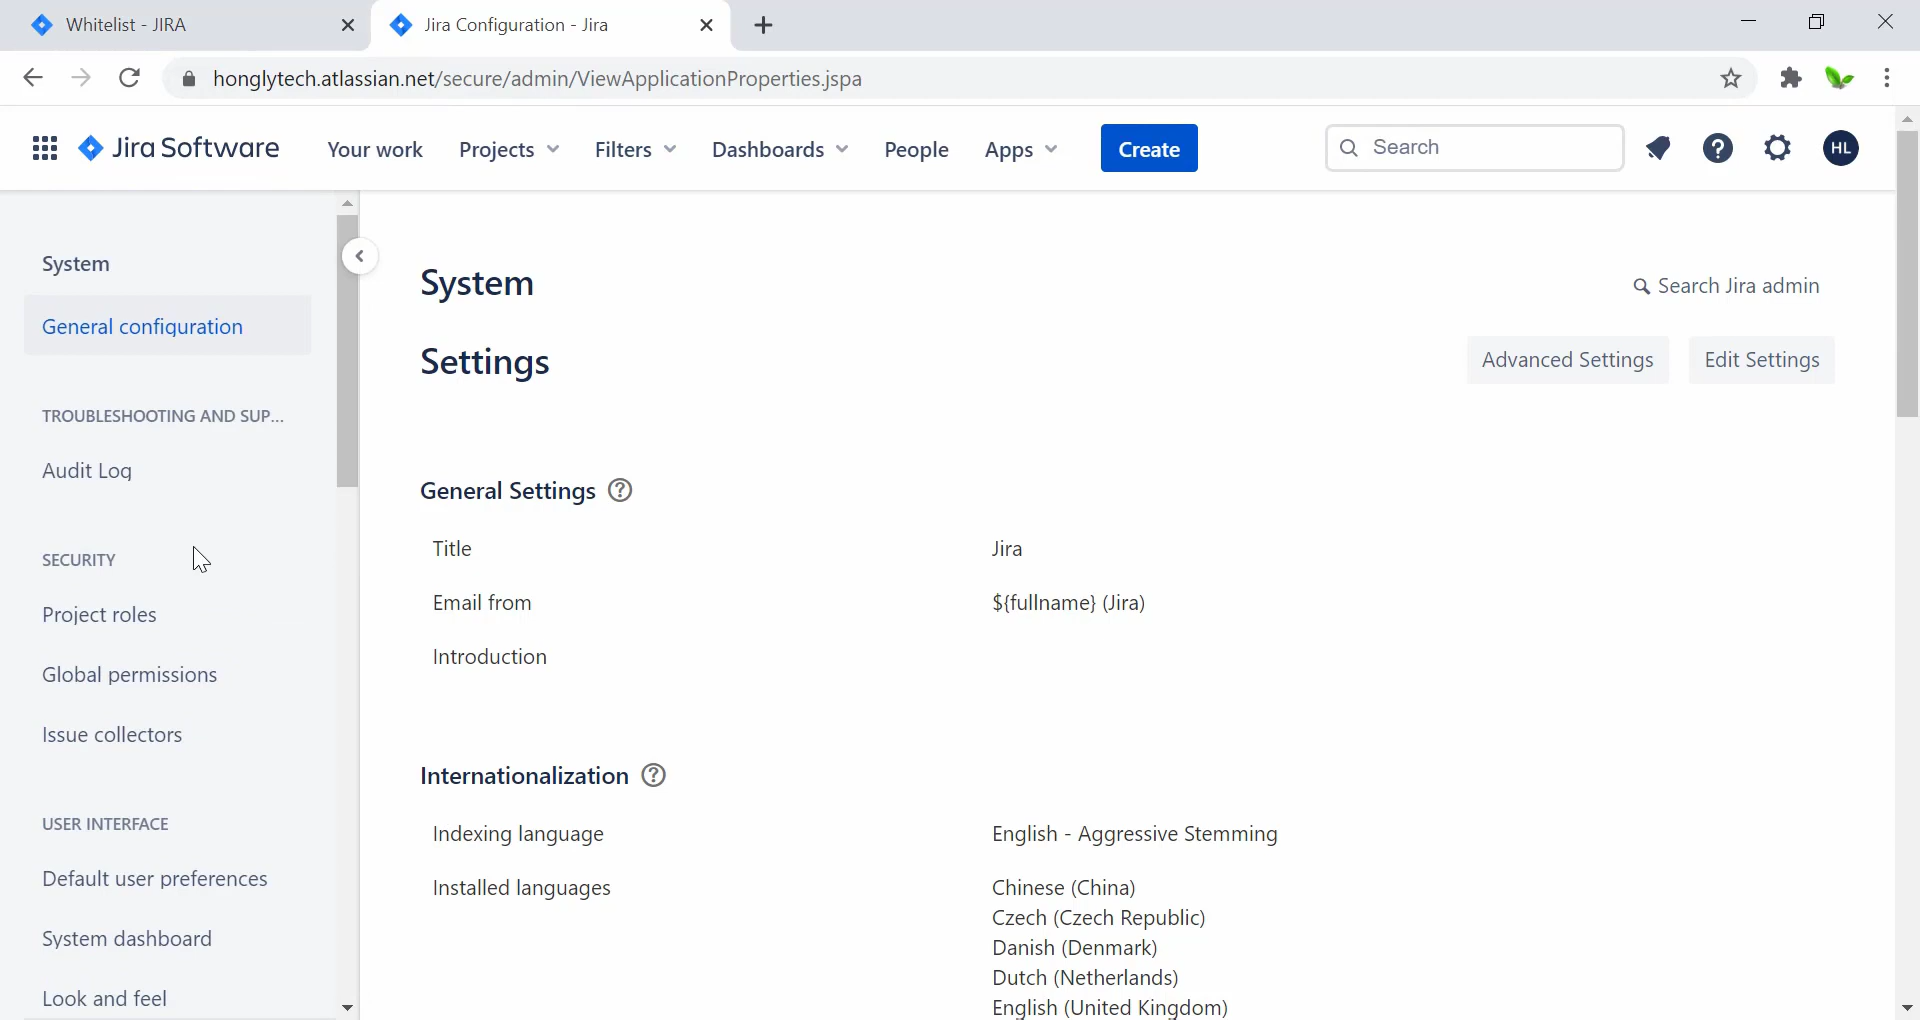 Whitelist - JIRA
Jira Configuration - Jira
honglytech.atlassian.net/secure/admin/ViewApplicationProperties.jspa
Jira Software
Your work
Projects
Filters
Dashboards
People
Apps
Create
Search
HL
System
General configuration
TROUBLESHOOTING AND SUP...
Audit Log
SECURITY
Project roles
Global permissions
Issue collectors
USER INTERFACE
Default user preferences
System dashboard
Look and feel
System
Search Jira admin
Settings
Advanced Settings
Edit Settings
General Settings
Title Jira
Email from ${fullname} (Jira)
Introduction
Internationalization
Indexing language English - Aggressive Stemming
Installed languages Chinese (China)
Czech (Czech Republic)
Danish (Denmark)
Dutch (Netherlands)
English (United Kingdom)